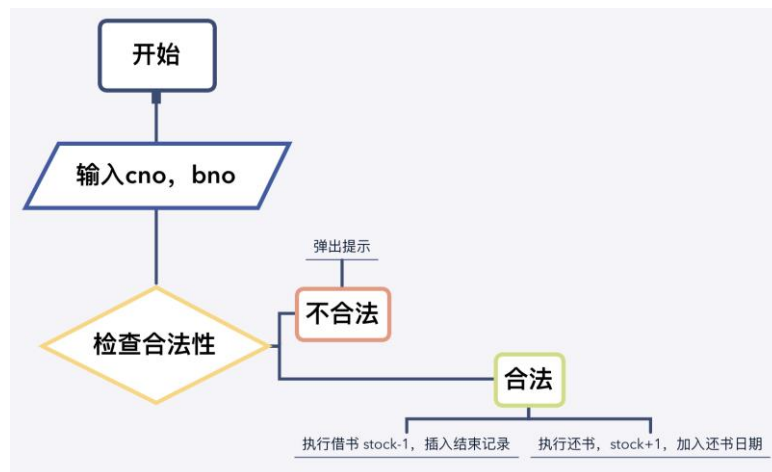 开始
输入cno，bno
弹出提示
不合法
检查合法性
合法
执行借书 stock-1，插入结束记录
执行还书，stock+1，加入还书日期